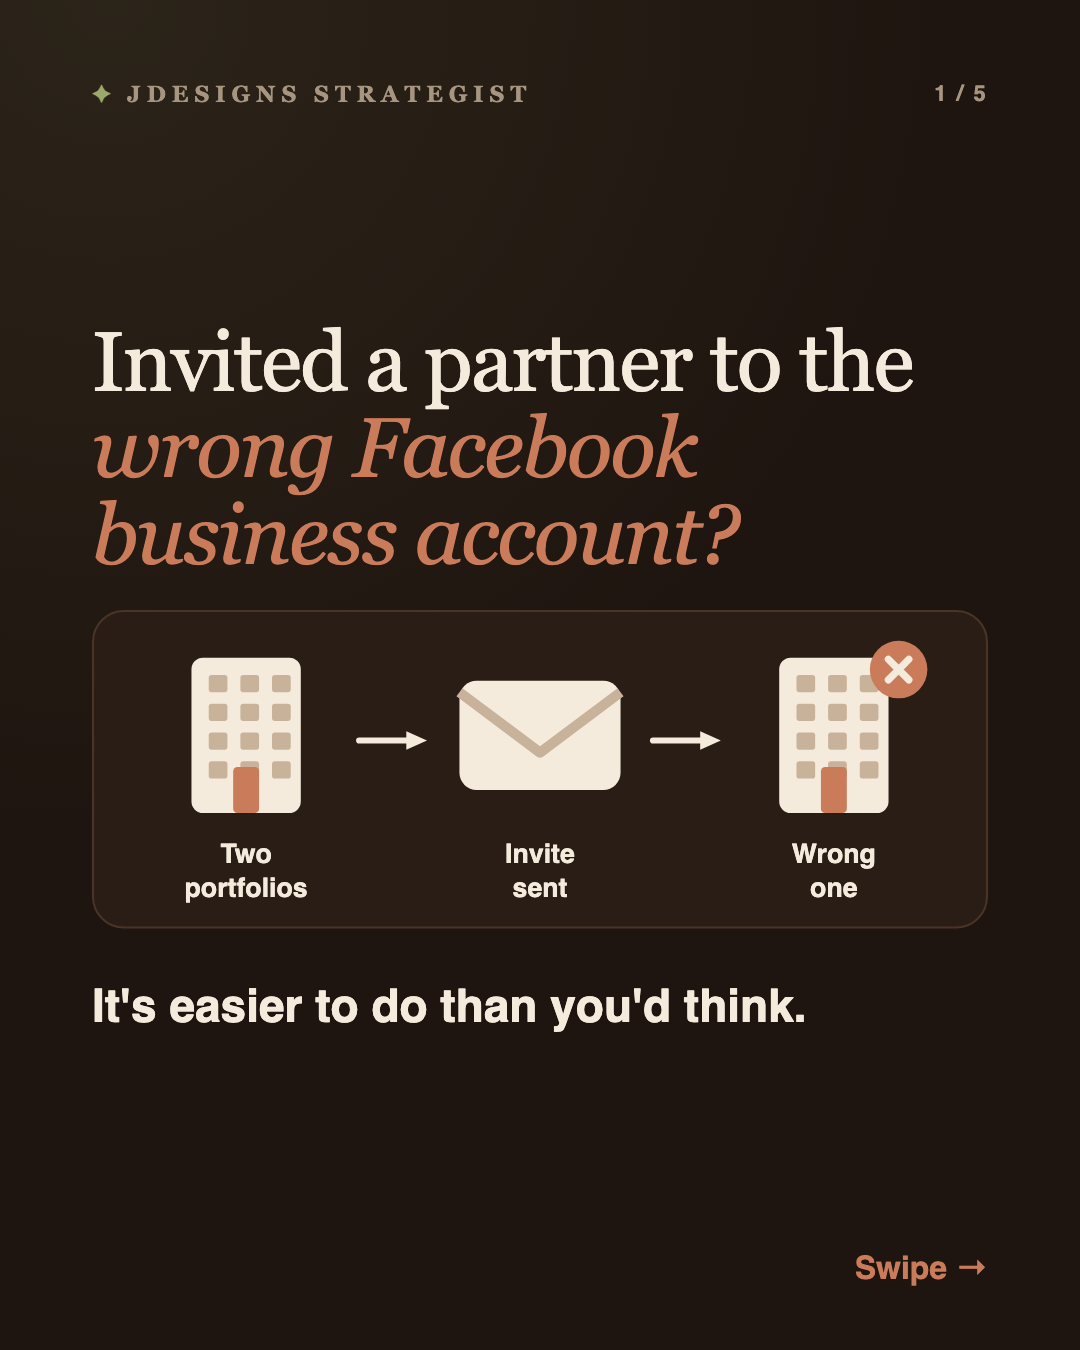 JDESIGNS STRATEGIST
1 / 5
Invited a partner to the
wrong Facebook
business account?
Two
portfolios
Invite
sent
Wrong
one
It's easier to do than you'd think.
Swipe →